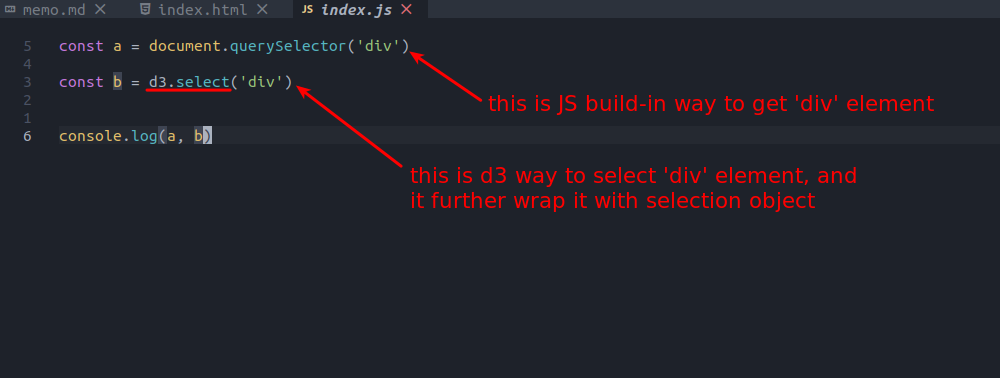 memo.md index.html JS index.js
5 const a = document.querySelector('div')
4
3 const b = d3.select('div')
2
this is JS build-in way to get 'div' element
1
6 console.log(a, b)
this is d3 way to select 'div' element, and
it further wrap it with selection object